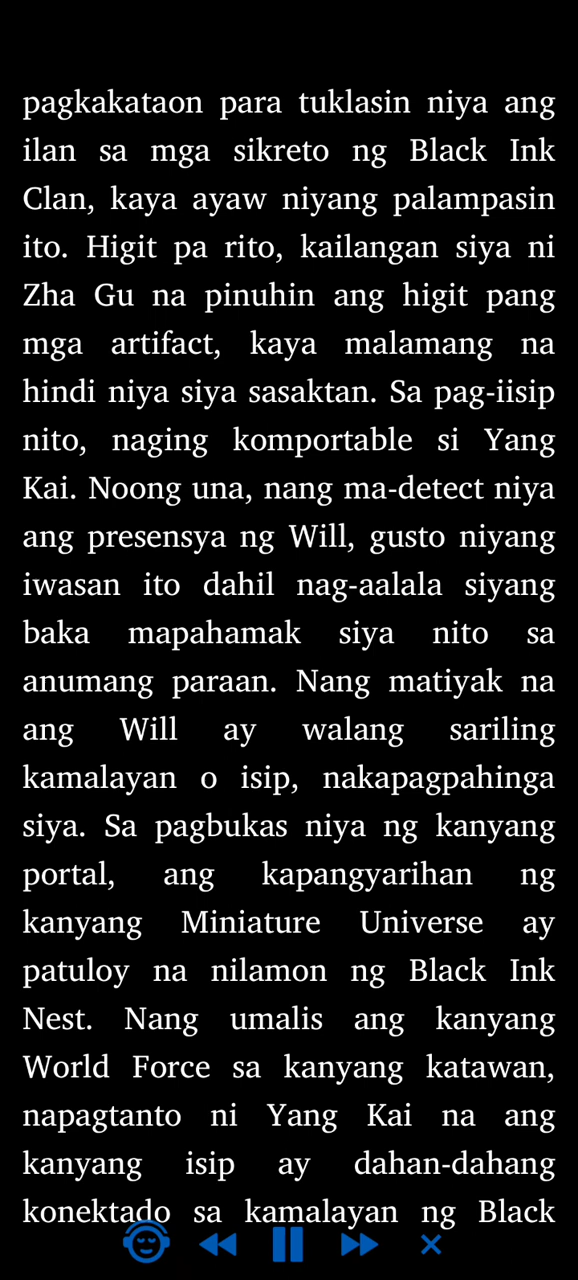 pagkakataon para tuklasin niya ang
ilan sa mga sikreto ng Black Ink
Clan, kaya ayaw niyang palampasin
ito. Higit pa rito, kailangan siya ni
Zha Gu na pinuhin ang higit pang
mga artifact, kaya malamang na
hindi niya siya sasaktan. Sa pag-iisip
nito, naging komportable si Yang
Kai. Noong una, nang ma-detect niya
ang presensya ng Will, gusto niyang
iwasan ito dahil nag-aalala siyang
baka mapahamak siya nito sa
anumang paraan. Nang matiyak na
ang Will ay walang sariling
kamalayan o isip, nakapagpahinga
siya. Sa pagbukas niya ng kanyang
portal, ang kapangyarihan ng
kanyang Miniature Universe ay
patuloy na nilamon ng Black Ink
Nest. Nang umalis ang kanyang
World Force sa kanyang katawan,
napagtanto ni Yang Kai na ang
kanyang isip ay dahan-dahang
konektado sa kamalayan ng Black